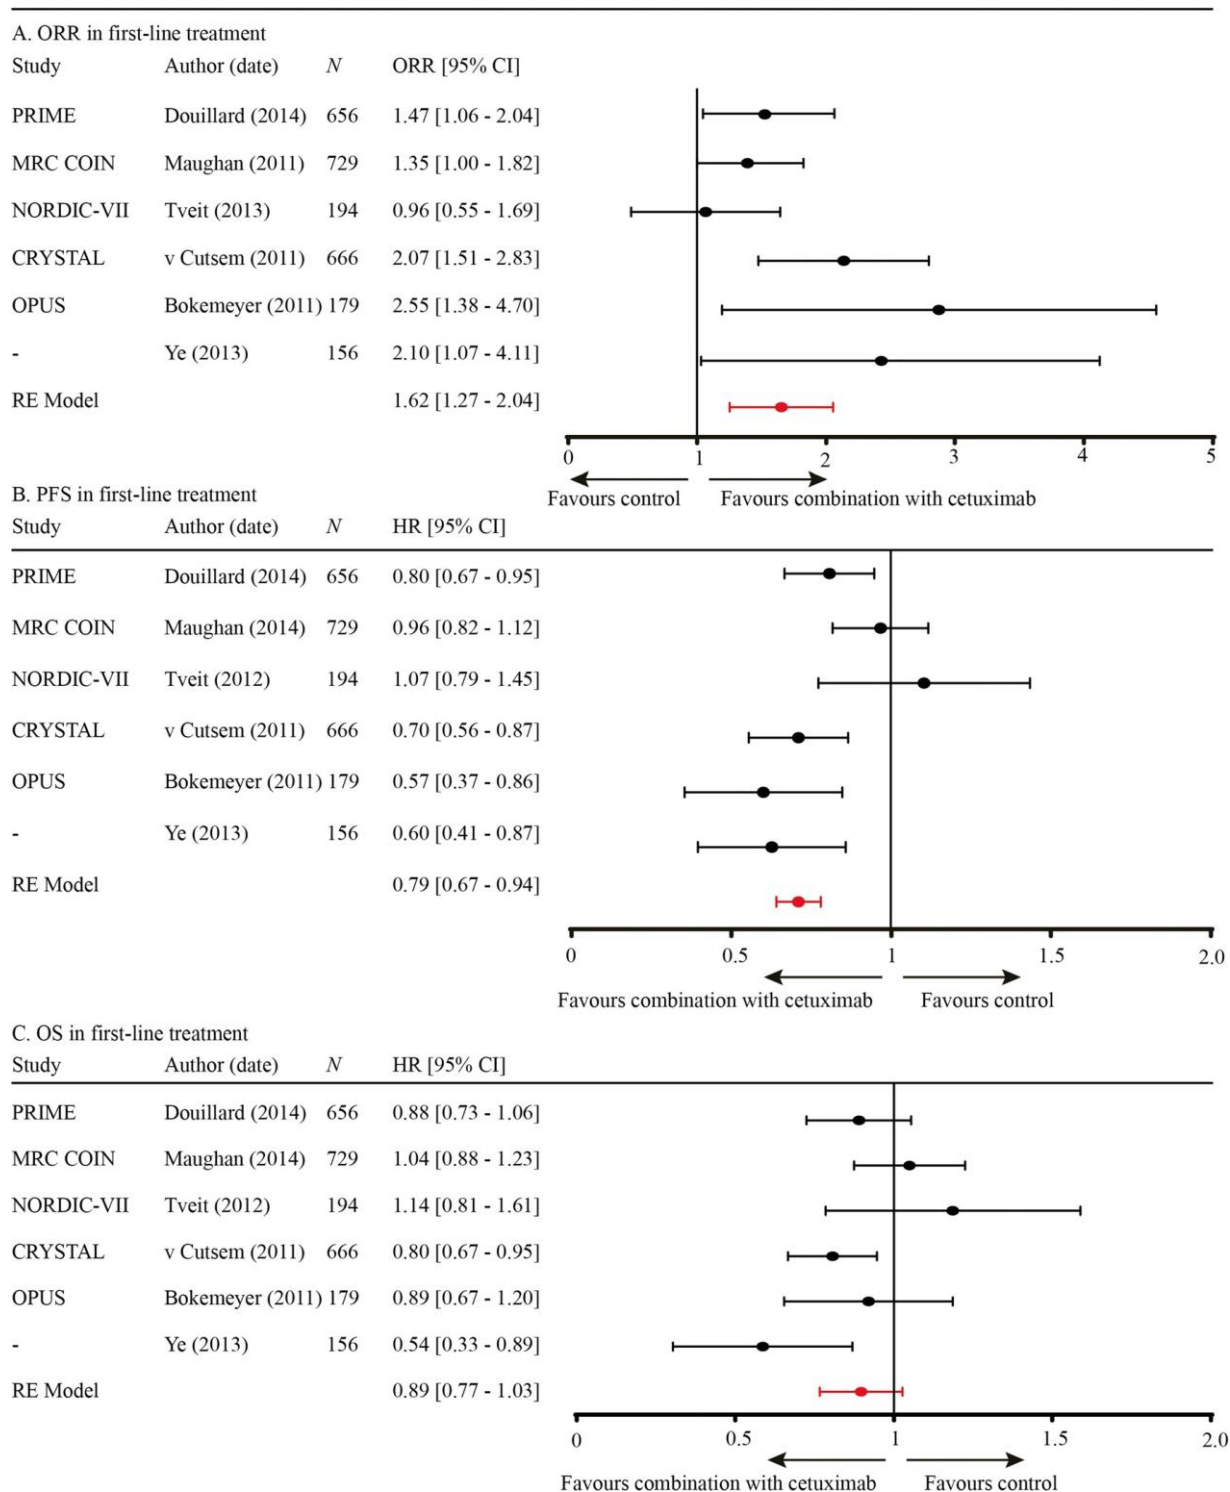 A. ORR in first-line treatment
Study Author (date) N ORR [95% CI]
PRIME Douillard (2014) 656 1.47 [1.06 - 2.04]
MRC COIN Maughan (2011) 729 1.35 [1.00 - 1.82]
NORDIC-VII Tveit (2013) 194 0.96 [0.55 - 1.69]
CRYSTAL v Cutsem (2011) 666 2.07 [1.51 - 2.83]
OPUS Bokemeyer (2011) 179 2.55 [1.38 - 4.70]
- Ye (2013) 156 2.10 [1.07 - 4.11]
RE Model 1.62 [1.27 - 2.04]
0 1 2 3 4 5
Favours control Favours combination with cetuximab
B. PFS in first-line treatment
Study Author (date) N HR [95% CI]
PRIME Douillard (2014) 656 0.80 [0.67 - 0.95]
MRC COIN Maughan (2014) 729 0.96 [0.82 - 1.12]
NORDIC-VII Tveit (2012) 194 1.07 [0.79 - 1.45]
CRYSTAL v Cutsem (2011) 666 0.70 [0.56 - 0.87]
OPUS Bokemeyer (2011) 179 0.57 [0.37 - 0.86]
- Ye (2013) 156 0.60 [0.41 - 0.87]
RE Model 0.79 [0.67 - 0.94]
0 0.5 1 1.5 2.0
Favours combination with cetuximab Favours control
C. OS in first-line treatment
Study Author (date) N HR [95% CI]
PRIME Douillard (2014) 656 0.88 [0.73 - 1.06]
MRC COIN Maughan (2014) 729 1.04 [0.88 - 1.23]
NORDIC-VII Tveit (2012) 194 1.14 [0.81 - 1.61]
CRYSTAL v Cutsem (2011) 666 0.80 [0.67 - 0.95]
OPUS Bokemeyer (2011) 179 0.89 [0.67 - 1.20]
- Ye (2013) 156 0.54 [0.33 - 0.89]
RE Model 0.89 [0.77 - 1.03]
0 0.5 1 1.5 2.0
Favours combination with cetuximab Favours control